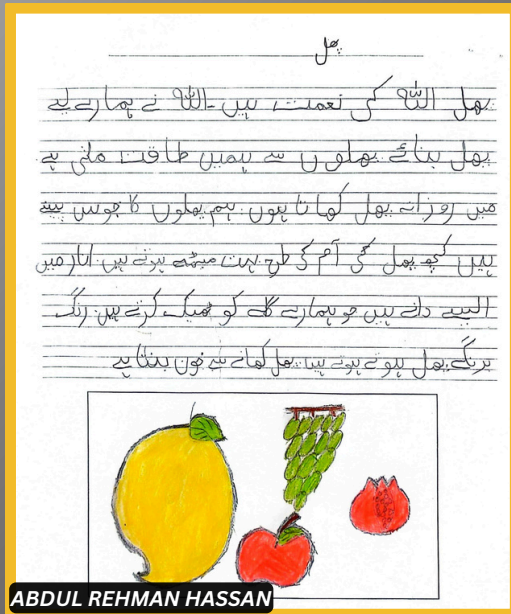 پھل
پھل اللہ کی نعمت ہیں۔ اللہ نے ہمارے لیے
پھل بنائے پھلوں سے ہمیں طاقت ملتی ہے
میں روزانہ پھل کھاتا ہوں۔ ہم پھلوں کا جوس پیتے
ہیں کچھ پھل آم کی طرح بہت میٹھے ہوتے ہیں انار میں
ایسے دانے ہیں جو ہمارے گلے کو ٹھیک کرتے ہیں۔ رنگ
برنگے پھل ہوتے ہوتے ہیں۔ پھل کھانے سے خون بنتا ہے
ABDUL REHMAN HASSAN